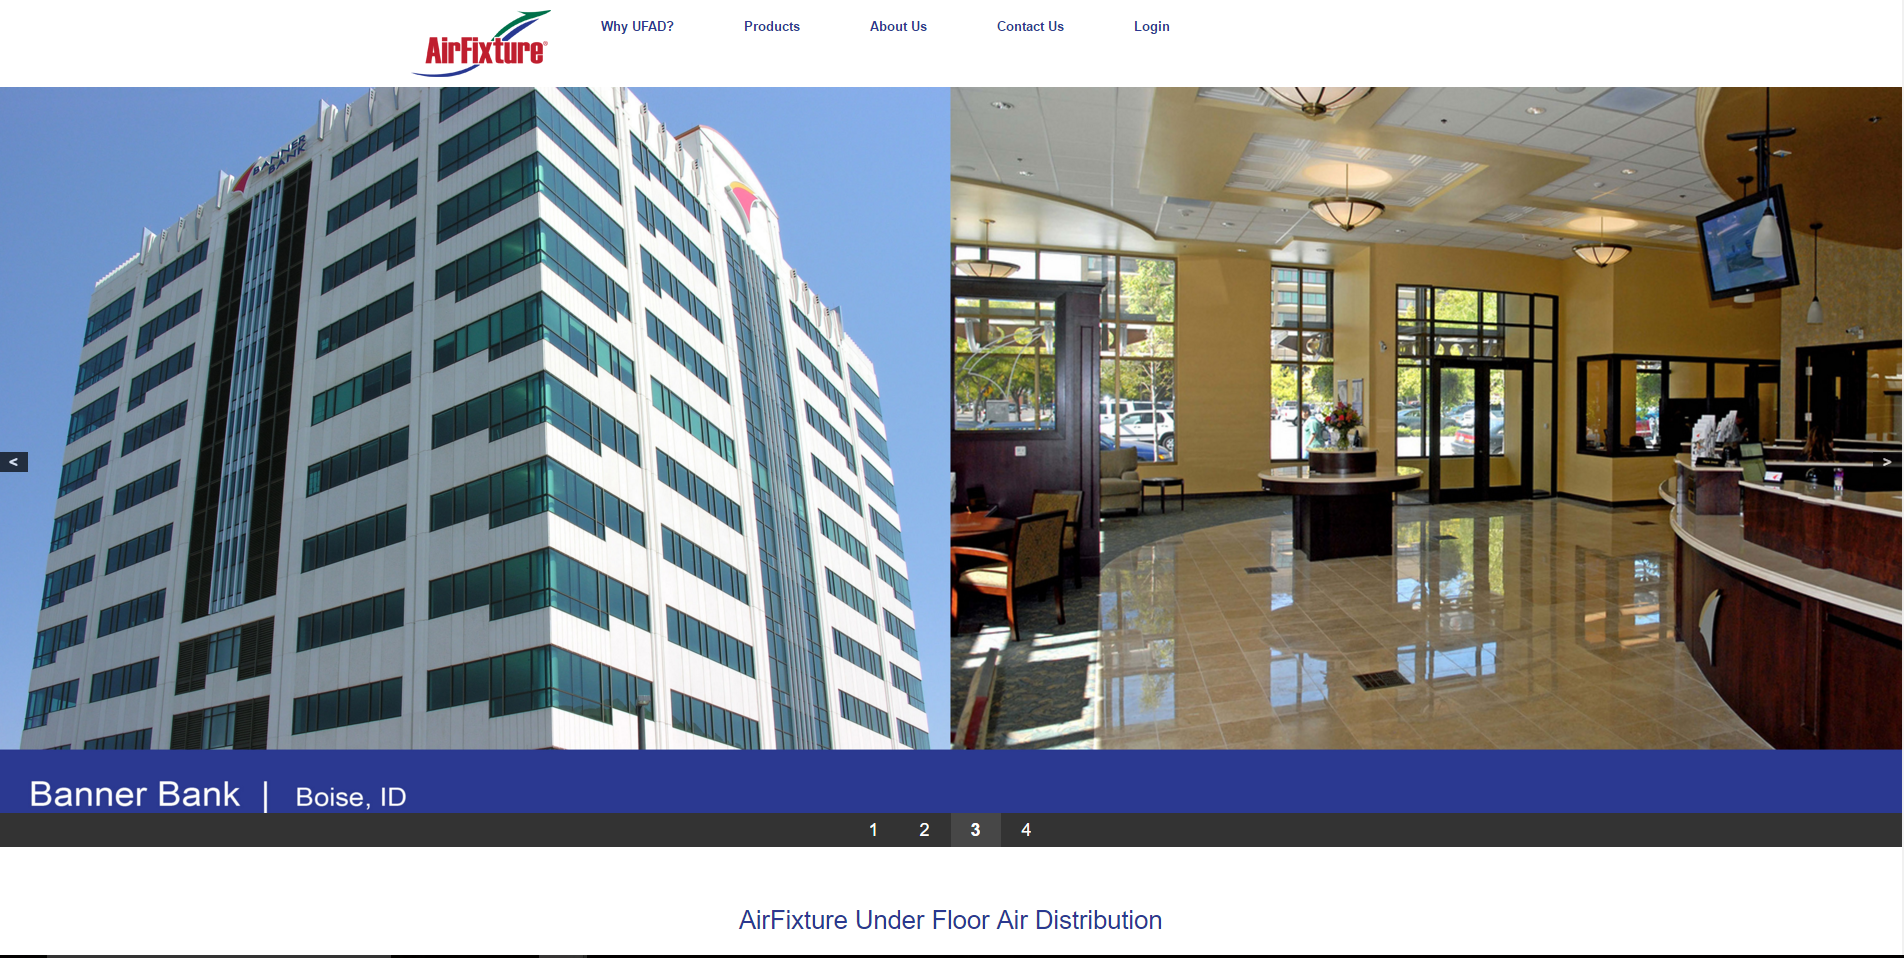 AirFixture®
Why UFAD?
Products
About Us
Contact Us
Login
BANNER
BANK
<
>
Banner Bank | Boise, ID
1 2 3 4
AirFixture Under Floor Air Distribution